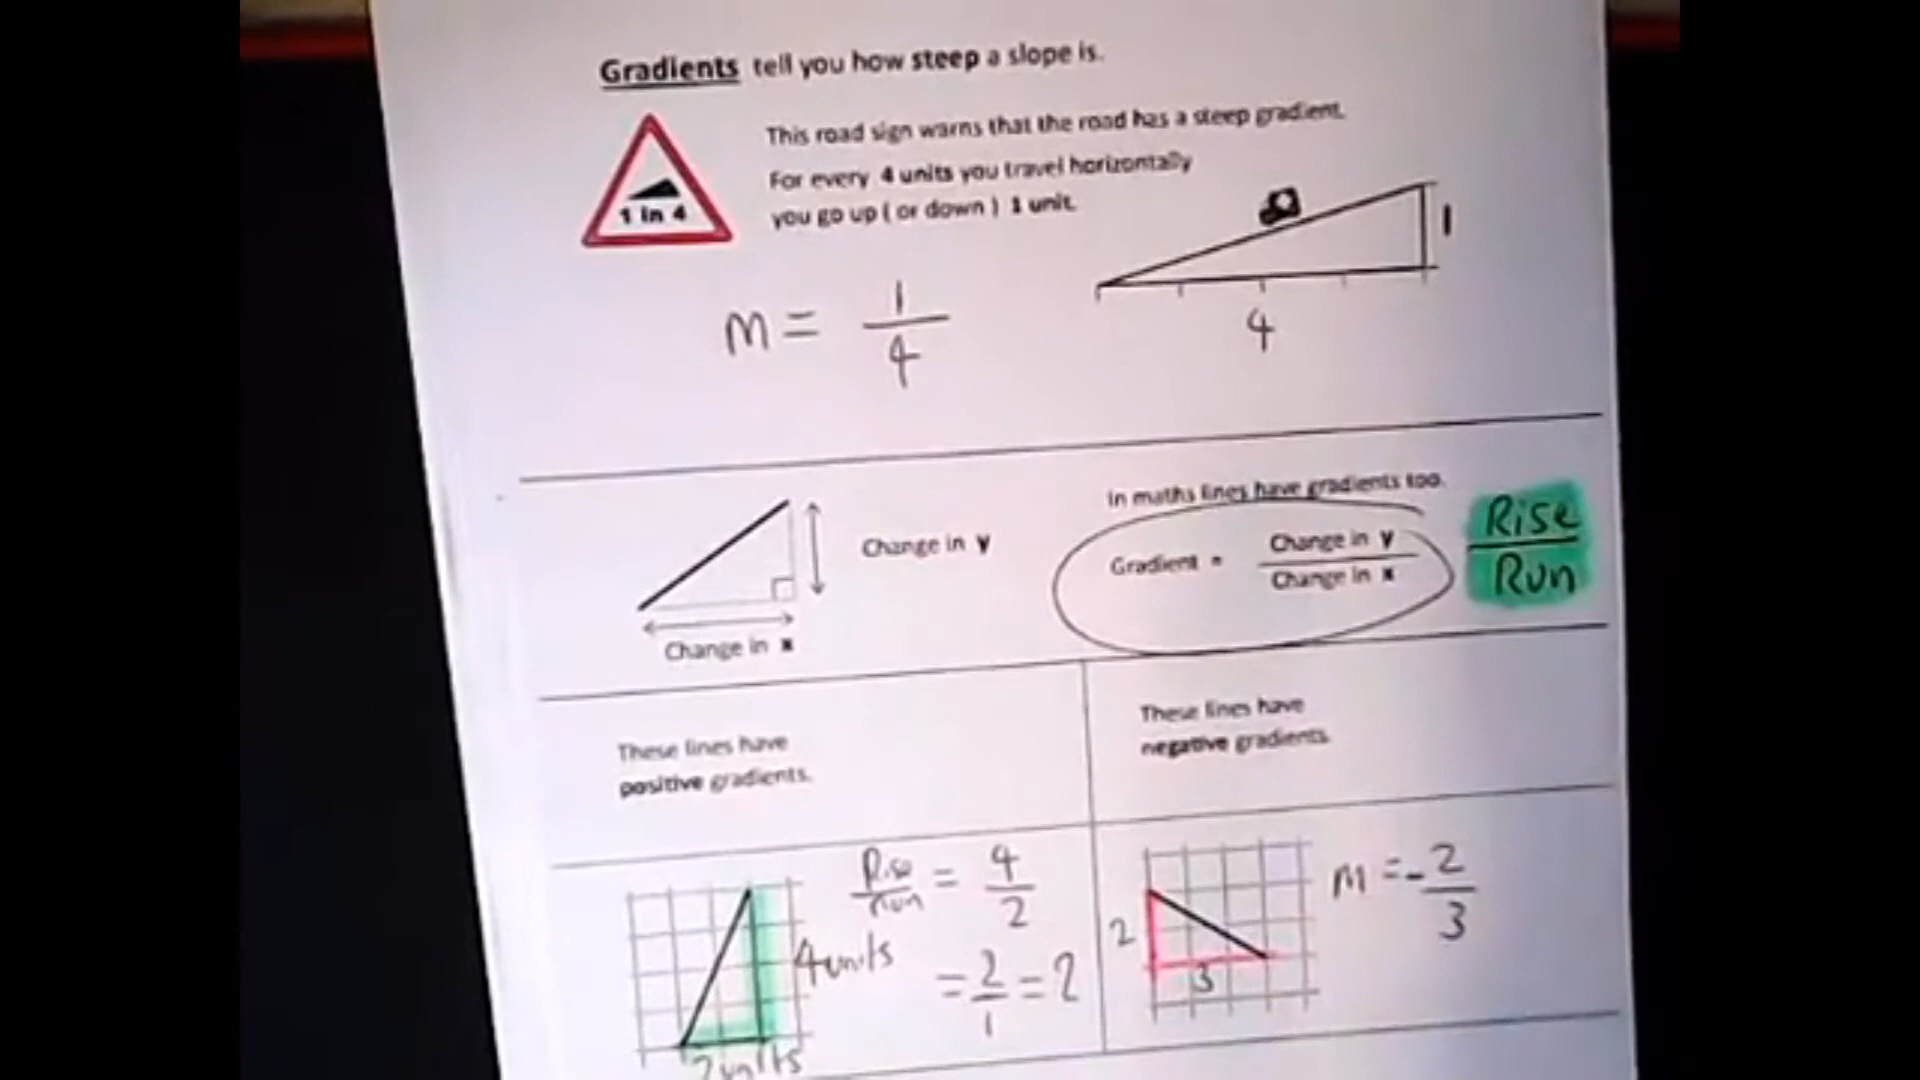 Gradients tell you how steep a slope is.
This road sign warns that the road has a steep gradient.
For every 4 units you travel horizontally
you go up ( or down ) 1 unit.
1 in 4
1
4
m = 1/4
In maths lines have gradients too.
Change in y
Gradient = Change in y / Change in x
Rise
Run
Change in x
These lines have
positive gradients.
These lines have
negative gradients.
Rise/run = 4/2
= 2/1 = 2
4 units
2 units
m = -2/3
2
3